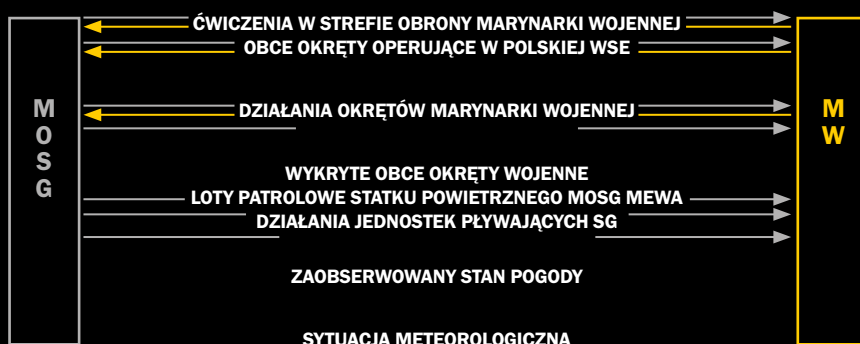 ĆWICZENIA W STREFIE OBRONY MARYNARKI WOJENNEJ
OBCE OKRĘTY OPERUJĄCE W POLSKIEJ WSE
M
O
S
G
DZIAŁANIA OKRĘTÓW MARYNARKI WOJENNEJ
M
W
WYKRYTE OBCE OKRĘTY WOJENNE
LOTY PATROLOWE STATKU POWIETRZNEGO MOSG MEWA
DZIAŁANIA JEDNOSTEK PŁYWAJĄCYCH SG
ZAOBSERWOWANY STAN POGODY
SYTUACJA METEOROLOGICZNA